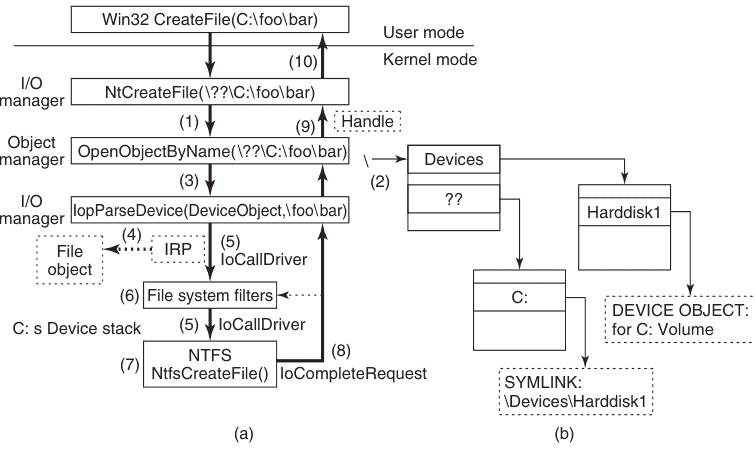 Win32 CreateFile(C:\foo\bar)
User mode
Kernel mode
(10)
I/O
manager
NtCreateFile(\??\C:\foo\bar)
(1)
(9)
Handle
Object
manager
OpenObjectByName(\??\C:\foo\bar)
(3)
I/O
manager
IopParseDevice(DeviceObject,\foo\bar)
(4)
File
object
IRP
(5)
IoCallDriver
(6)
File system filters
C: s Device stack
(5)
IoCallDriver
(7)
NTFS
NtfsCreateFile()
(8)
IoCompleteRequest
(a)
\
(2)
Devices
??
Harddisk1
C:
DEVICE OBJECT:
for C: Volume
SYMLINK:
\Devices\Harddisk1
(b)